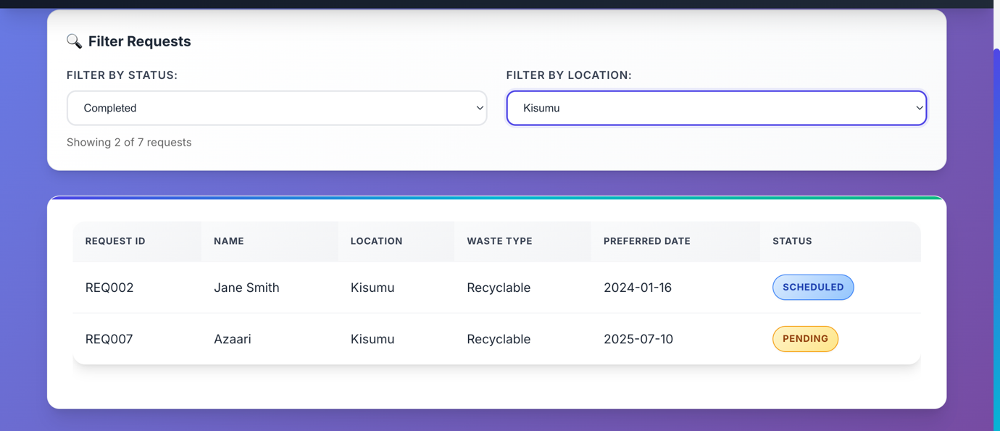 Filter Requests
FILTER BY STATUS: FILTER BY LOCATION:
Completed Kisumu
Showing 2 of 7 requests
REQUEST ID NAME LOCATION WASTE TYPE PREFERRED DATE STATUS
REQ002 Jane Smith Kisumu Recyclable 2024-01-16 SCHEDULED
REQ007 Azaari Kisumu Recyclable 2025-07-10 PENDING